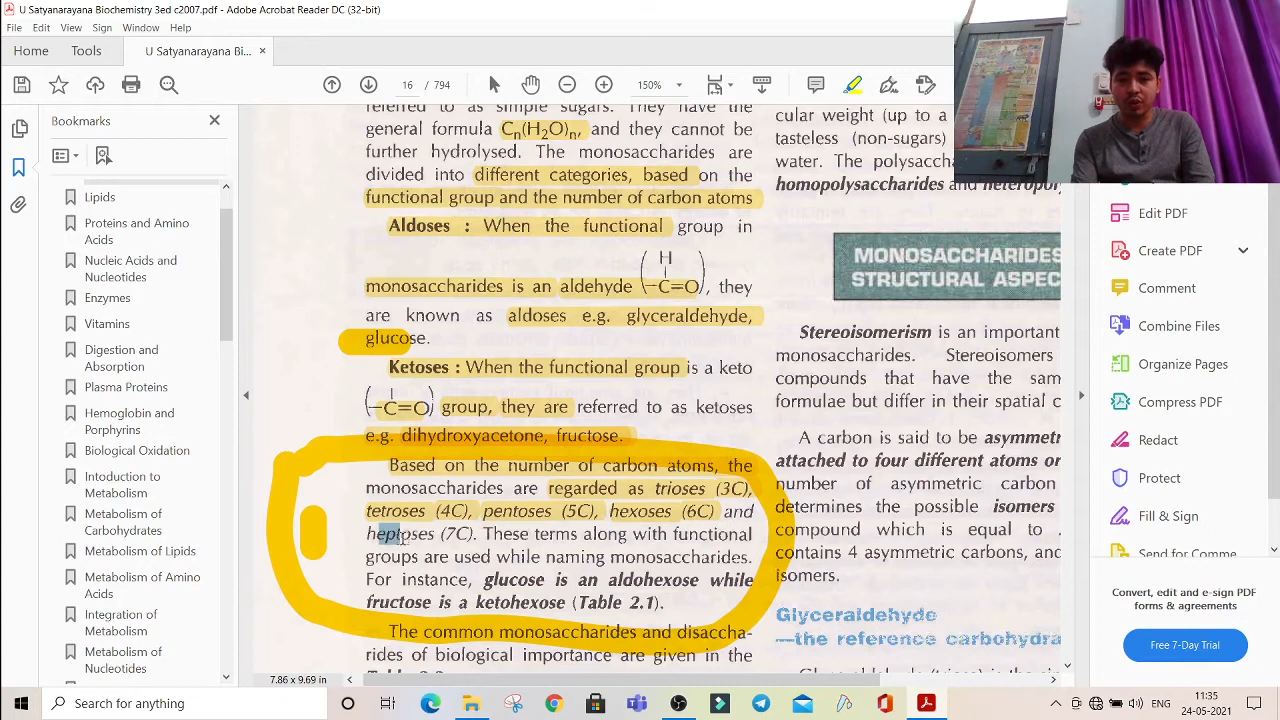 U Satyanarayana Biochemistry 3ed c2007.pdf - Adobe Acrobat Reader DC (32-bit)
File Edit View Sign Window Help
Home Tools U Satyanarayana Bi... ×
16 / 794 150%
Bookmarks
Lipids
Proteins and Amino
Acids
Nucleic Acids and
Nucleotides
Enzymes
Vitamins
Digestion and
Absorption
Plasma Proteins
Hemoglobin and
Porphyrins
Biological Oxidation
Introduction to
Metabolism
Metabolism of
Carbohydrates
Metabolism of Lipids
Metabolism of Amino
Acids
Integration of
Metabolism
Metabolism of
Nucleotides
referred to as simple sugars. They have the
general formula Cn(H2O)n, and they cannot be
further hydrolysed. The monosaccharides are
divided into different categories, based on the
functional group and the number of carbon atoms
Aldoses : When the functional group in
H
monosaccharides is an aldehyde (–C=O), they
are known as aldoses e.g. glyceraldehyde,
glucose.
Ketoses : When the functional group is a keto
(–C=O) group, they are referred to as ketoses
e.g. dihydroxyacetone, fructose.
Based on the number of carbon atoms, the
monosaccharides are regarded as trioses (3C),
tetroses (4C), pentoses (5C), hexoses (6C) and
heptoses (7C). These terms along with functional
groups are used while naming monosaccharides.
For instance, glucose is an aldohexose while
fructose is a ketohexose (Table 2.1).
The common monosaccharides and disaccha-
rides of biological importance are given in the
7.86 x 9.69 in
cular weight (up to a
tasteless (non-sugars)
water. The polysacch
homopolysaccharides and heteropoly
MONOSACCHARIDES
STRUCTURAL ASPEC
Stereoisomerism is an important
monosaccharides. Stereoisomers
compounds that have the sam
formulae but differ in their spatial c
A carbon is said to be asymmetr
attached to four different atoms or
number of asymmetric carbon
determines the possible isomers
compound which is equal to
contains 4 asymmetric carbons, and
isomers.
Glyceraldehyde
—the reference carbohydra
Edit PDF
Create PDF
Comment
Combine Files
Organize Pages
Compress PDF
Redact
Protect
Fill & Sign
Send for Comme
Convert, edit and e-sign PDF
forms & agreements
Free 7-Day Trial
Search for anything
ENG
11:35
24-05-2021